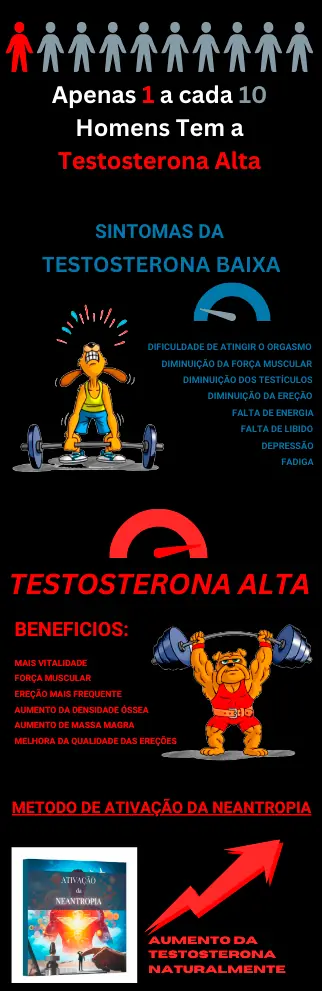 Apenas 1 a cada 10
Homens Tem a
Testosterona Alta
SINTOMAS DA
TESTOSTERONA BAIXA
DIFICULDADE DE ATINGIR O ORGASMO
DIMINUIÇÃO DA FORÇA MUSCULAR
DIMINUIÇÃO DOS TESTÍCULOS
DIMINUIÇÃO DA EREÇÃO
FALTA DE ENERGIA
FALTA DE LIBIDO
DEPRESSÃO
FADIGA
TESTOSTERONA ALTA
BENEFICIOS:
MAIS VITALIDADE
FORÇA MUSCULAR
EREÇÃO MAIS FREQUENTE
AUMENTO DA DENSIDADE ÓSSEA
AUMENTO DE MASSA MAGRA
MELHORA DA QUALIDADE DAS EREÇÕES
METODO DE ATIVAÇÃO DA NEANTROPIA
ATIVAÇÃO
da
NEANTROPIA
AUMENTO DA
TESTOSTERONA
NATURALMENTE